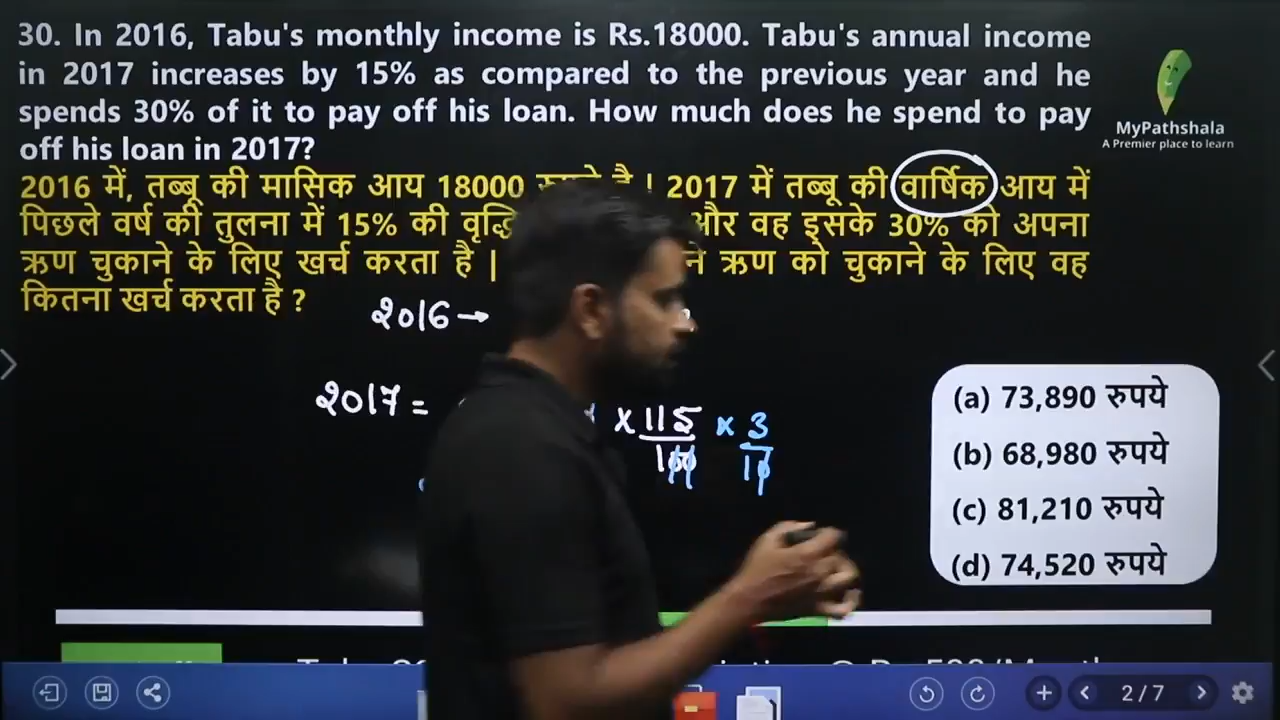 30. In 2016, Tabu's monthly income is Rs.18000. Tabu's annual income
in 2017 increases by 15% as compared to the previous year and he
spends 30% of it to pay off his loan. How much does he spend to pay
off his loan in 2017?
MyPathshala
A Premier place to learn
2016 में, तब्बू की मासिक आय 18000 है | 2017 में तब्बू की वार्षिक आय में
पिछले वर्ष की तुलना में 15% की और वह इसके 30% को अपना
ऋण चुकाने के लिए खर्च करता है | ऋण को चुकाने के लिए वह
कितना खर्च करता है ?
2016 →
2017 = × 115/100 × 3/10
(a) 73,890 रुपये
(b) 68,980 रुपये
(c) 81,210 रुपये
(d) 74,520 रुपये
2 / 7